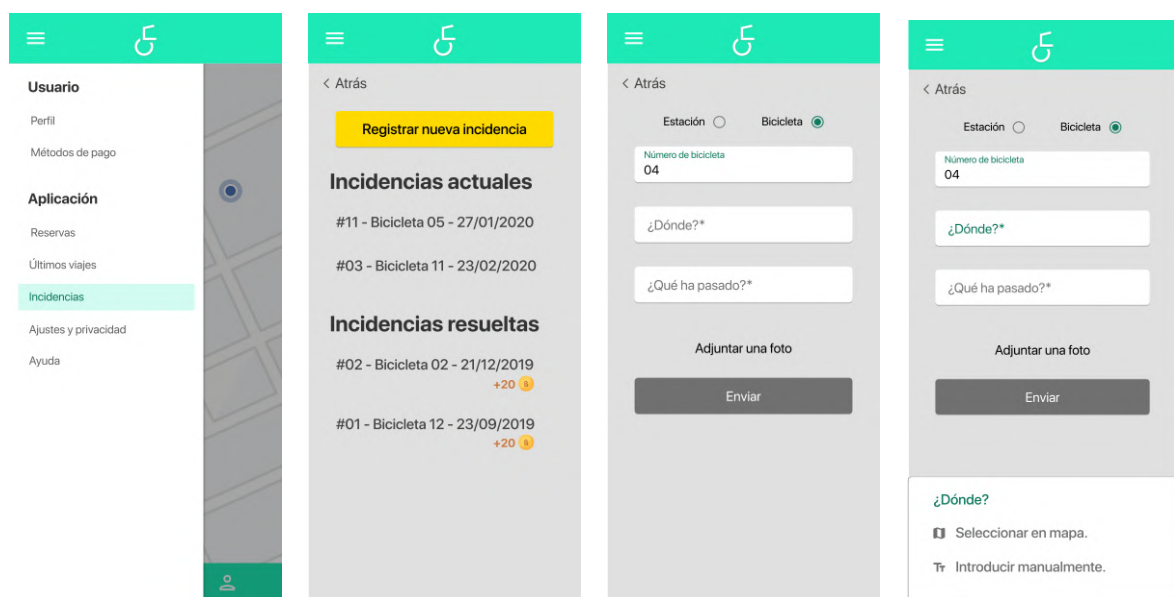 Usuario
Perfil
Métodos de pago
Aplicación
Reservas
Últimos viajes
Incidencias
Ajustes y privacidad
Ayuda
< Atrás
Registrar nueva incidencia
Incidencias actuales
#11 - Bicicleta 05 - 27/01/2020
#03 - Bicicleta 11 - 23/02/2020
Incidencias resueltas
#02 - Bicicleta 02 - 21/12/2019
+20
#01 - Bicicleta 12 - 23/09/2019
+20
< Atrás
Estación Bicicleta
Número de bicicleta
04
¿Dónde?*
¿Qué ha pasado?*
Adjuntar una foto
Enviar
< Atrás
Estación Bicicleta
Número de bicicleta
04
¿Dónde?*
¿Qué ha pasado?*
Adjuntar una foto
Enviar
¿Dónde?
Seleccionar en mapa.
Tт Introducir manualmente.